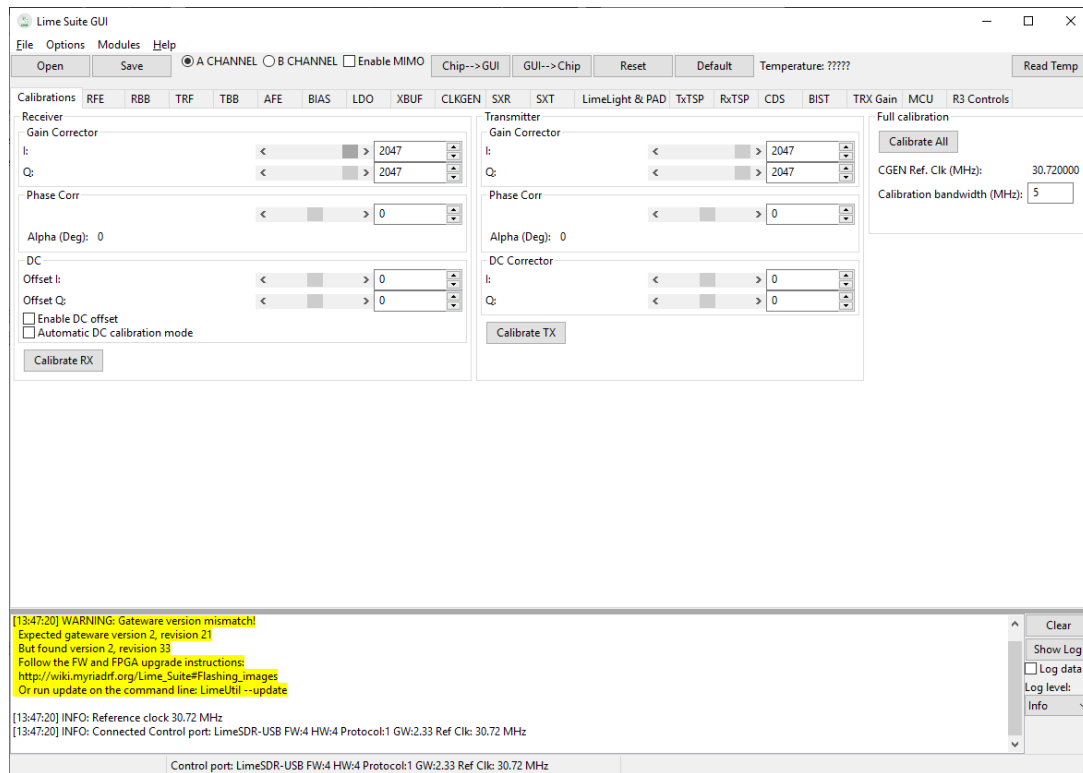 Lime Suite GUI
File Options Modules Help
Open Save A CHANNEL B CHANNEL Enable MIMO Chip-->GUI GUI-->Chip Reset Default Temperature: ????? Read Temp
Calibrations RFE RBB TRF TBB AFE BIAS LDO XBUF CLKGEN SXR SXT LimeLight & PAD TxTSP RxTSP CDS BIST TRX Gain MCU R3 Controls
Receiver
Gain Corrector
I: 2047
Q: 2047
Phase Corr
0
Alpha (Deg): 0
DC
Offset I: 0
Offset Q: 0
Enable DC offset
Automatic DC calibration mode
Calibrate RX
Transmitter
Gain Corrector
I: 2047
Q: 2047
Phase Corr
0
Alpha (Deg): 0
DC Corrector
I: 0
Q: 0
Calibrate TX
Full calibration
Calibrate All
CGEN Ref. Clk (MHz): 30.720000
Calibration bandwidth (MHz): 5
[13:47:20] WARNING: Gateware version mismatch!
Expected gateware version 2, revision 21
But found version 2, revision 33
Follow the FW and FPGA upgrade instructions:
http://wiki.myriadrf.org/Lime_Suite#Flashing_images
Or run update on the command line: LimeUtil --update
[13:47:20] INFO: Reference clock 30.72 MHz
[13:47:20] INFO: Connected Control port: LimeSDR-USB FW:4 HW:4 Protocol:1 GW:2.33 Ref Clk: 30.72 MHz
Clear
Show Log
Log data
Log level:
Info
Control port: LimeSDR-USB FW:4 HW:4 Protocol:1 GW:2.33 Ref Clk: 30.72 MHz